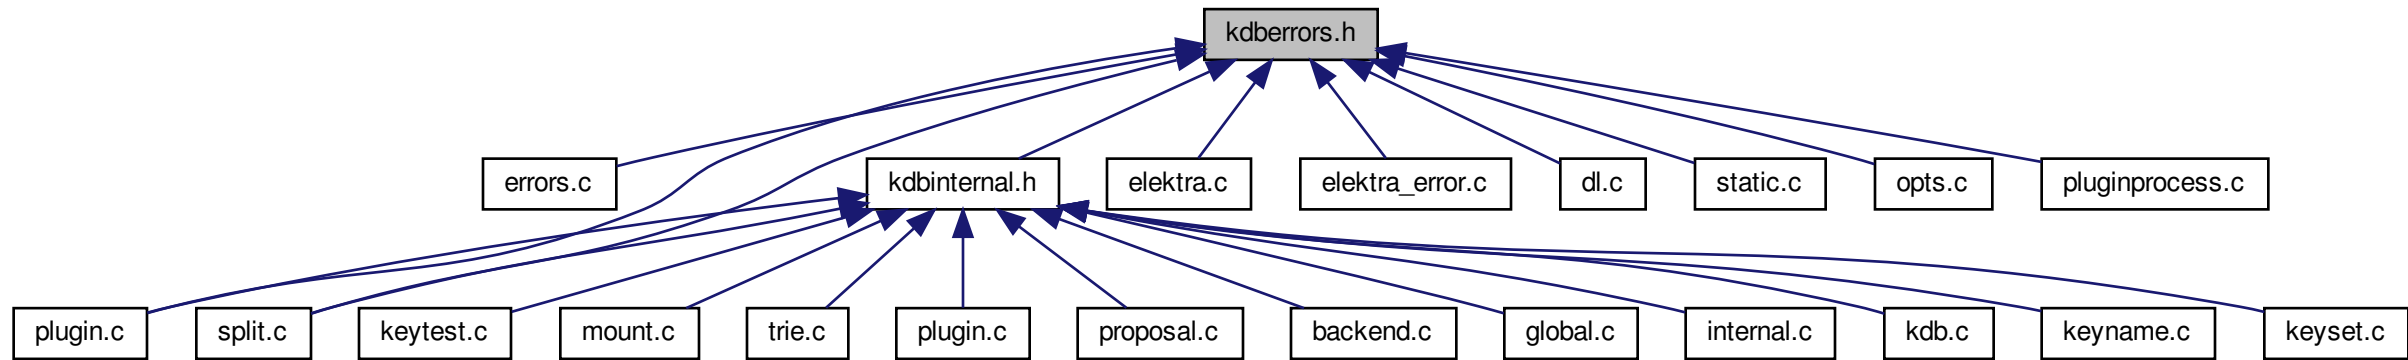 kdberrors.h
errors.c
kdbinternal.h
elektra.c
elektra_error.c
dl.c
static.c
opts.c
pluginprocess.c
plugin.c
split.c
keytest.c
mount.c
trie.c
plugin.c
proposal.c
backend.c
global.c
internal.c
kdb.c
keyname.c
keyset.c